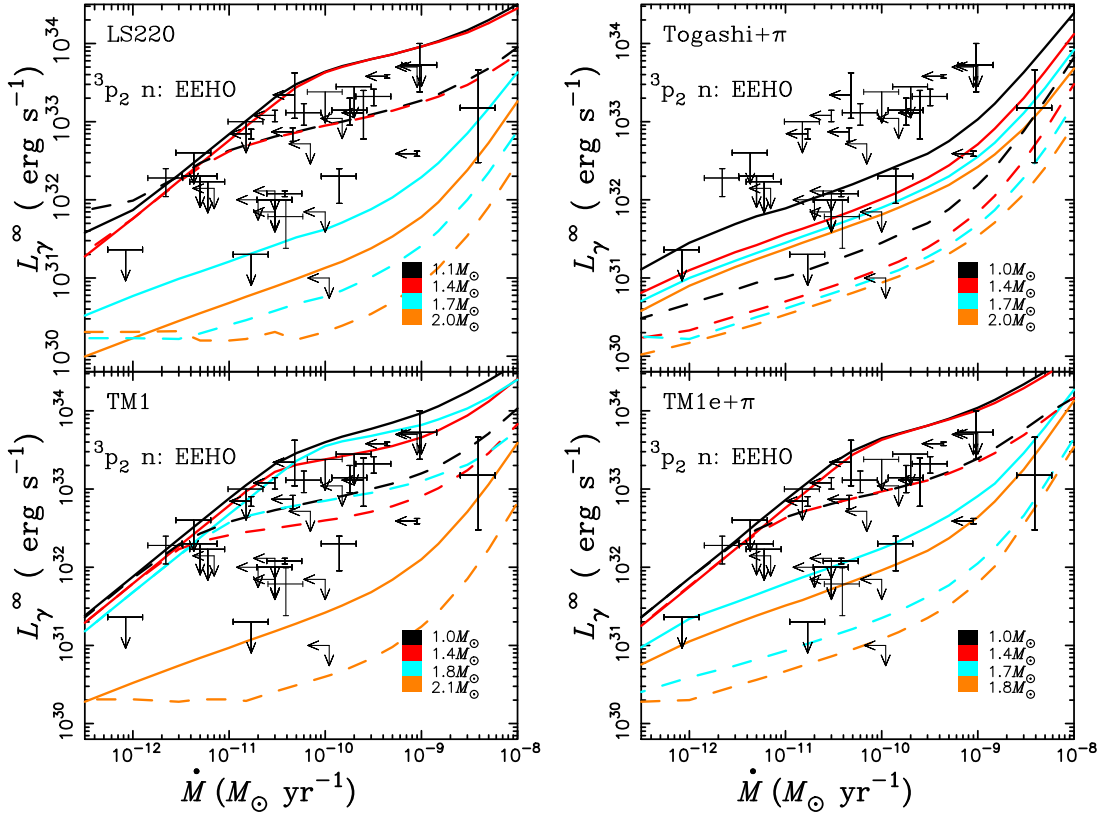 LS220
³p₂ n: EEHO
10³⁴
10³³
10³²
10³¹
10³⁰
L_γ^∞ ( erg s⁻¹)
1.1M⊙
1.4M⊙
1.7M⊙
2.0M⊙
Togashi+π
³p₂ n: EEHO
10³⁴
10³³
10³²
10³¹
10³⁰
L_γ^∞ ( erg s⁻¹)
1.0M⊙
1.4M⊙
1.7M⊙
2.0M⊙
TM1
³p₂ n: EEHO
10³⁴
10³³
10³²
10³¹
10³⁰
L_γ^∞ ( erg s⁻¹)
1.0M⊙
1.4M⊙
1.8M⊙
2.1M⊙
10⁻¹² 10⁻¹¹ 10⁻¹⁰ 10⁻⁹ 10⁻⁸
Ṁ (M⊙ yr⁻¹)
TM1e+π
³p₂ n: EEHO
10³⁴
10³³
10³²
10³¹
10³⁰
L_γ^∞ ( erg s⁻¹)
1.0M⊙
1.4M⊙
1.7M⊙
1.8M⊙
10⁻¹² 10⁻¹¹ 10⁻¹⁰ 10⁻⁹ 10⁻⁸
Ṁ (M⊙ yr⁻¹)